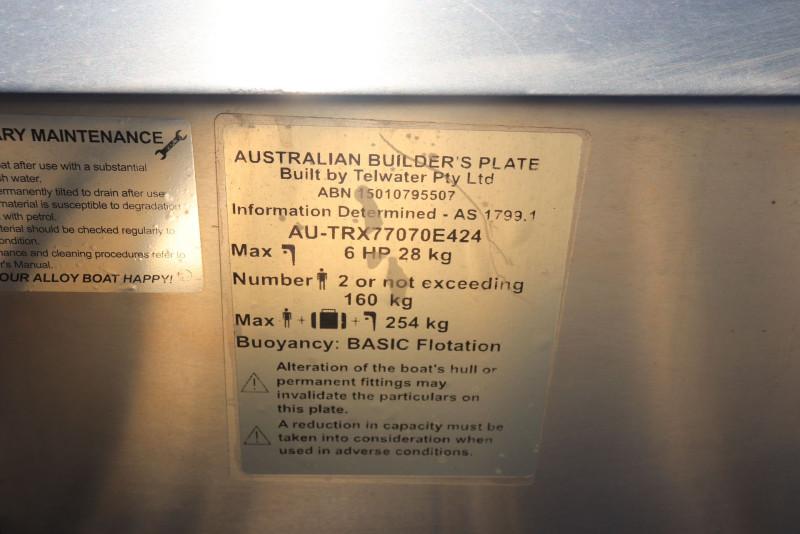 ARY MAINTENANCE
at after use with a substantial
sh water.
ermanently tilted to drain after use
material is susceptible to degradation
with petrol.
terial should be checked regularly to
ondition.
nance and cleaning procedures refer to
r's Manual.
OUR ALLOY BOAT HAPPY!
AUSTRALIAN BUILDER'S PLATE
Built by Telwater Pty Ltd
ABN 15010795507
Information Determined - AS 1799.1
AU-TRX77070E424
Max 6 HP 28 kg
Number 2 or not exceeding
160 kg
Max + + 254 kg
Buoyancy: BASIC Flotation
Alteration of the boat's hull or
permanent fittings may
invalidate the particulars on
this plate.
A reduction in capacity must be
taken into consideration when
used in adverse conditions.